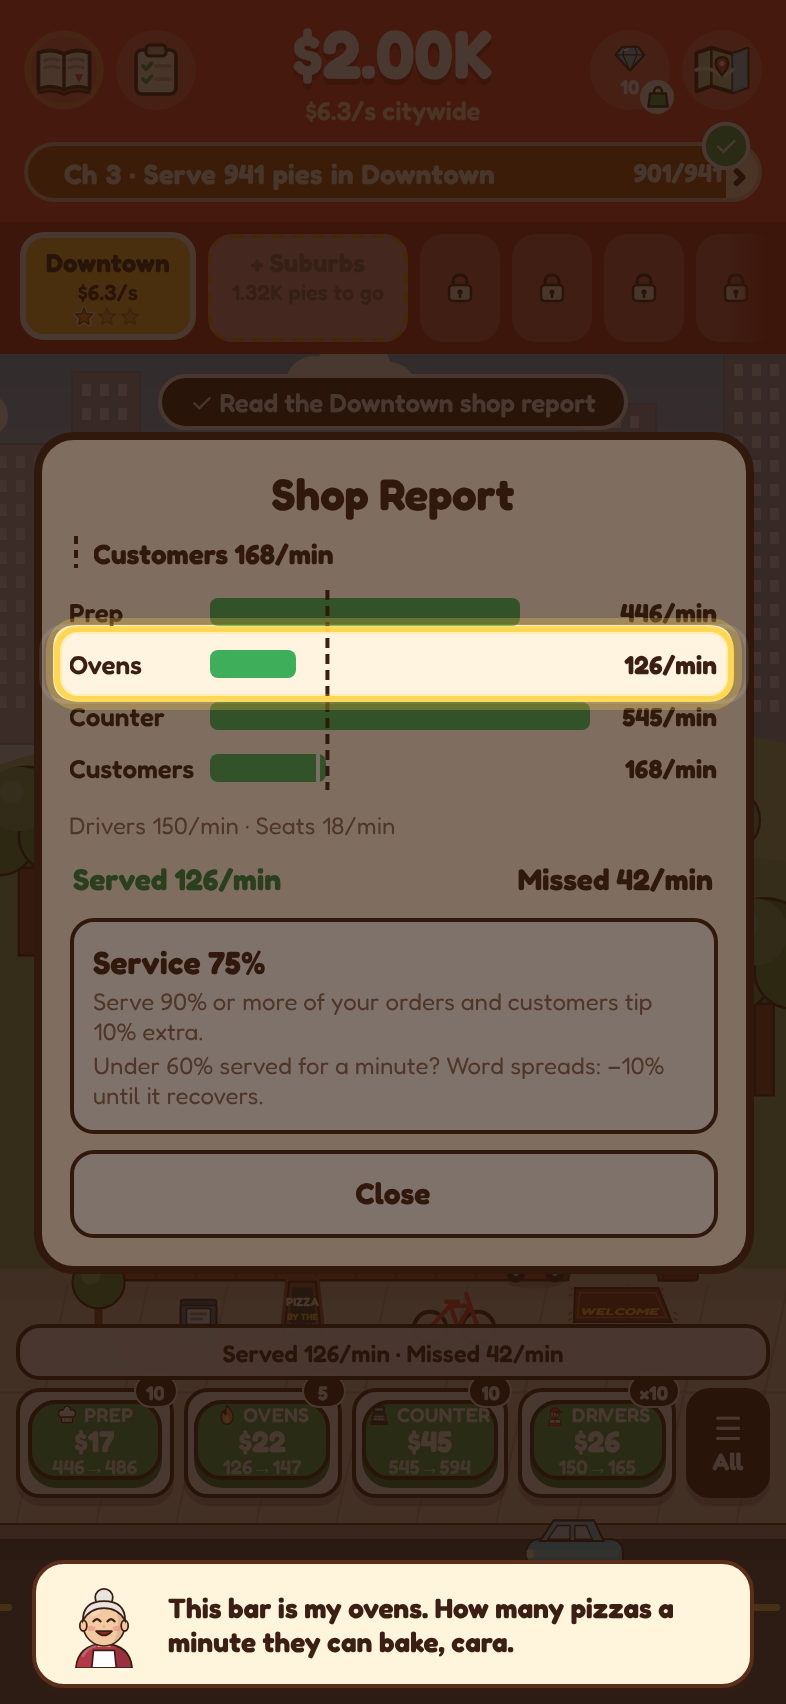 $2.00K
$6.3/s citywide
10
Ch 3 · Serve 941 pies in Downtown
901/941
Downtown
$6.3/s
+ Suburbs
1.32K pies to go
✓ Read the Downtown shop report
Shop Report
Customers 168/min
Prep 446/min
Ovens 126/min
Counter 545/min
Customers 168/min
Drivers 150/min · Seats 18/min
Served 126/min Missed 42/min
Service 75%
Serve 90% or more of your orders and customers tip
10% extra.
Under 60% served for a minute? Word spreads: −10%
until it recovers.
Close
PIZZA
BY THE
WELCOME
Served 126/min · Missed 42/min
10 5 10 x10
PREP OVENS COUNTER DRIVERS
$17 $22 $45 $26
446→486 126→147 545→594 150→165
All
This bar is my ovens. How many pizzas a
minute they can bake, cara.